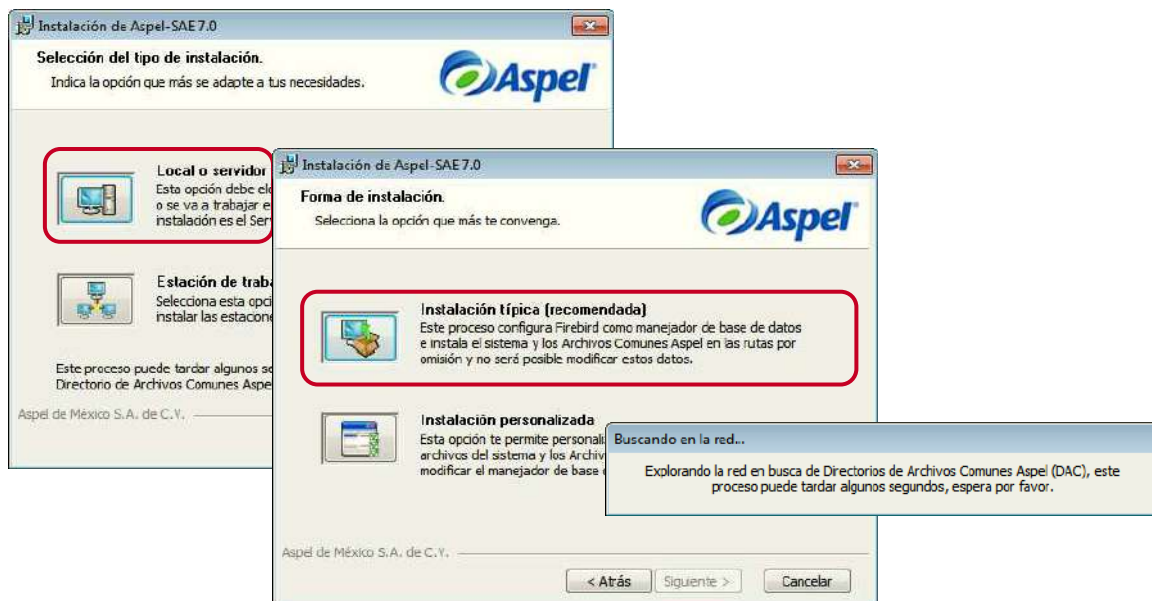 Instalación de Aspel-SAE 7.0
Selección del tipo de instalación.
Indica la opción que más se adapte a tus necesidades.
Aspel
Local o servidor
Esta opción debe ele
o se va a trabajar e
instalación es el Ser
Estación de traba
Selecciona esta opci
instalar las estacone
Este proceso puede tardar algunos se
Directorio de Archivos Comunes Aspe
Aspel de México S.A. de C.V.
Instalación de Aspel-SAE 7.0
Forma de instalación.
Selecciona la opción que más te convenga.
Aspel
Instalación típica (recomendada)
Este proceso configura Firebird como manejador de base de datos
e instala el sistema y los Archivos Comunes Aspel en las rutas por
omisión y no será posible modificar estos datos.
Instalación personalizada
Esta opción te permite personali
archivos del sistema y los Archiv
modificar el manejador de base
Aspel de México S.A. de C.V.
< Atrás
Siguiente >
Cancelar
Buscando en la red...
Explorando la red en busca de Directorios de Archivos Comunes Aspel (DAC), este
proceso puede tardar algunos segundos, espera por favor.